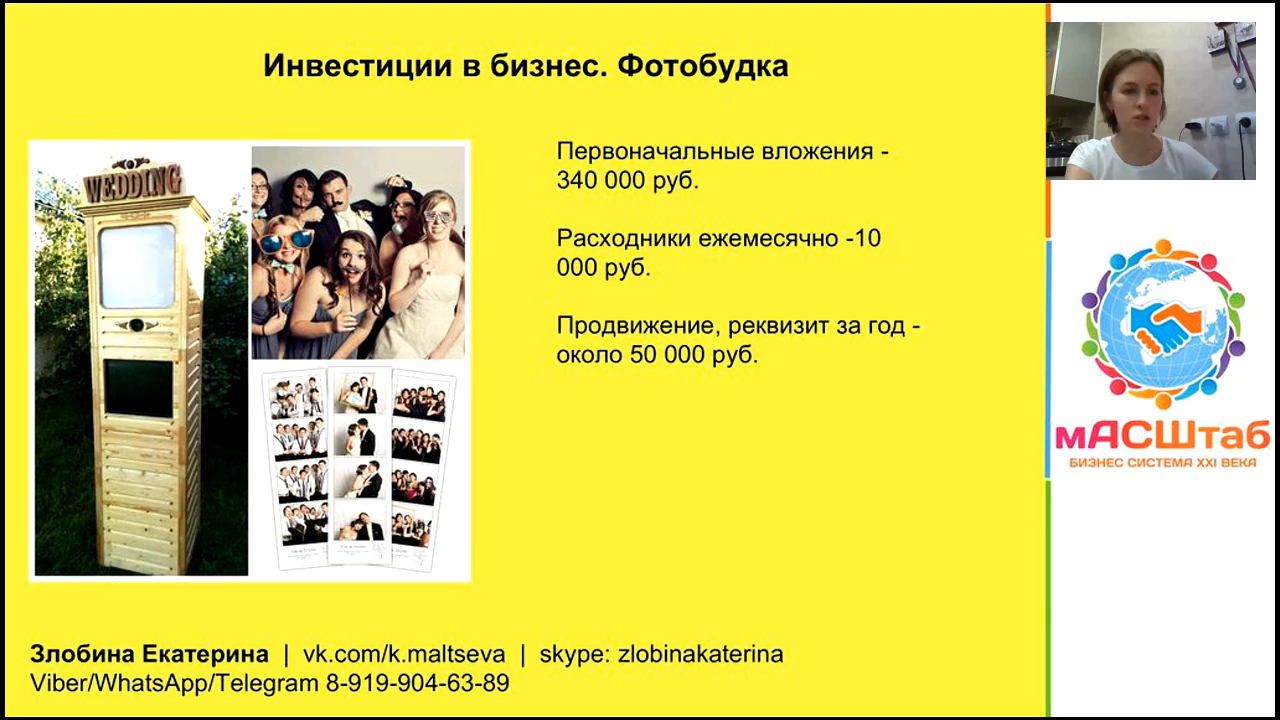 Инвестиции в бизнес. Фотобудка
WEDDING
Первоначальные вложения -
340 000 руб.
Расходники ежемесячно -10
000 руб.
Продвижение, реквизит за год -
около 50 000 руб.
Злобина Екатерина | vk.com/k.maltseva | skype: zlobinakaterina
Viber/WhatsApp/Telegram 8-919-904-63-89
мАСШтаб
БИЗНЕС СИСТЕМА XXI ВЕКА